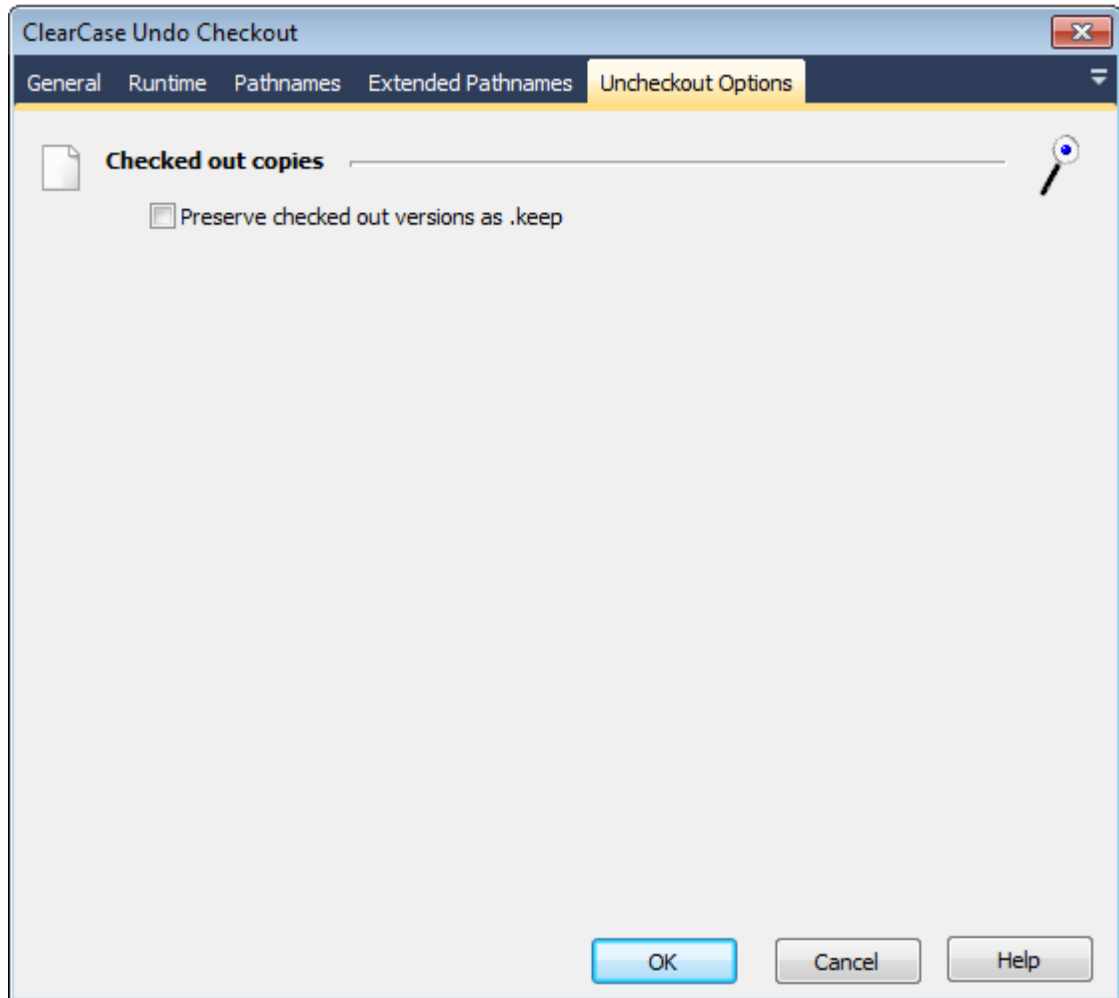 ClearCase Undo Checkout
General Runtime Pathnames Extended Pathnames Uncheckout Options
Checked out copies
Preserve checked out versions as .keep
OK Cancel Help